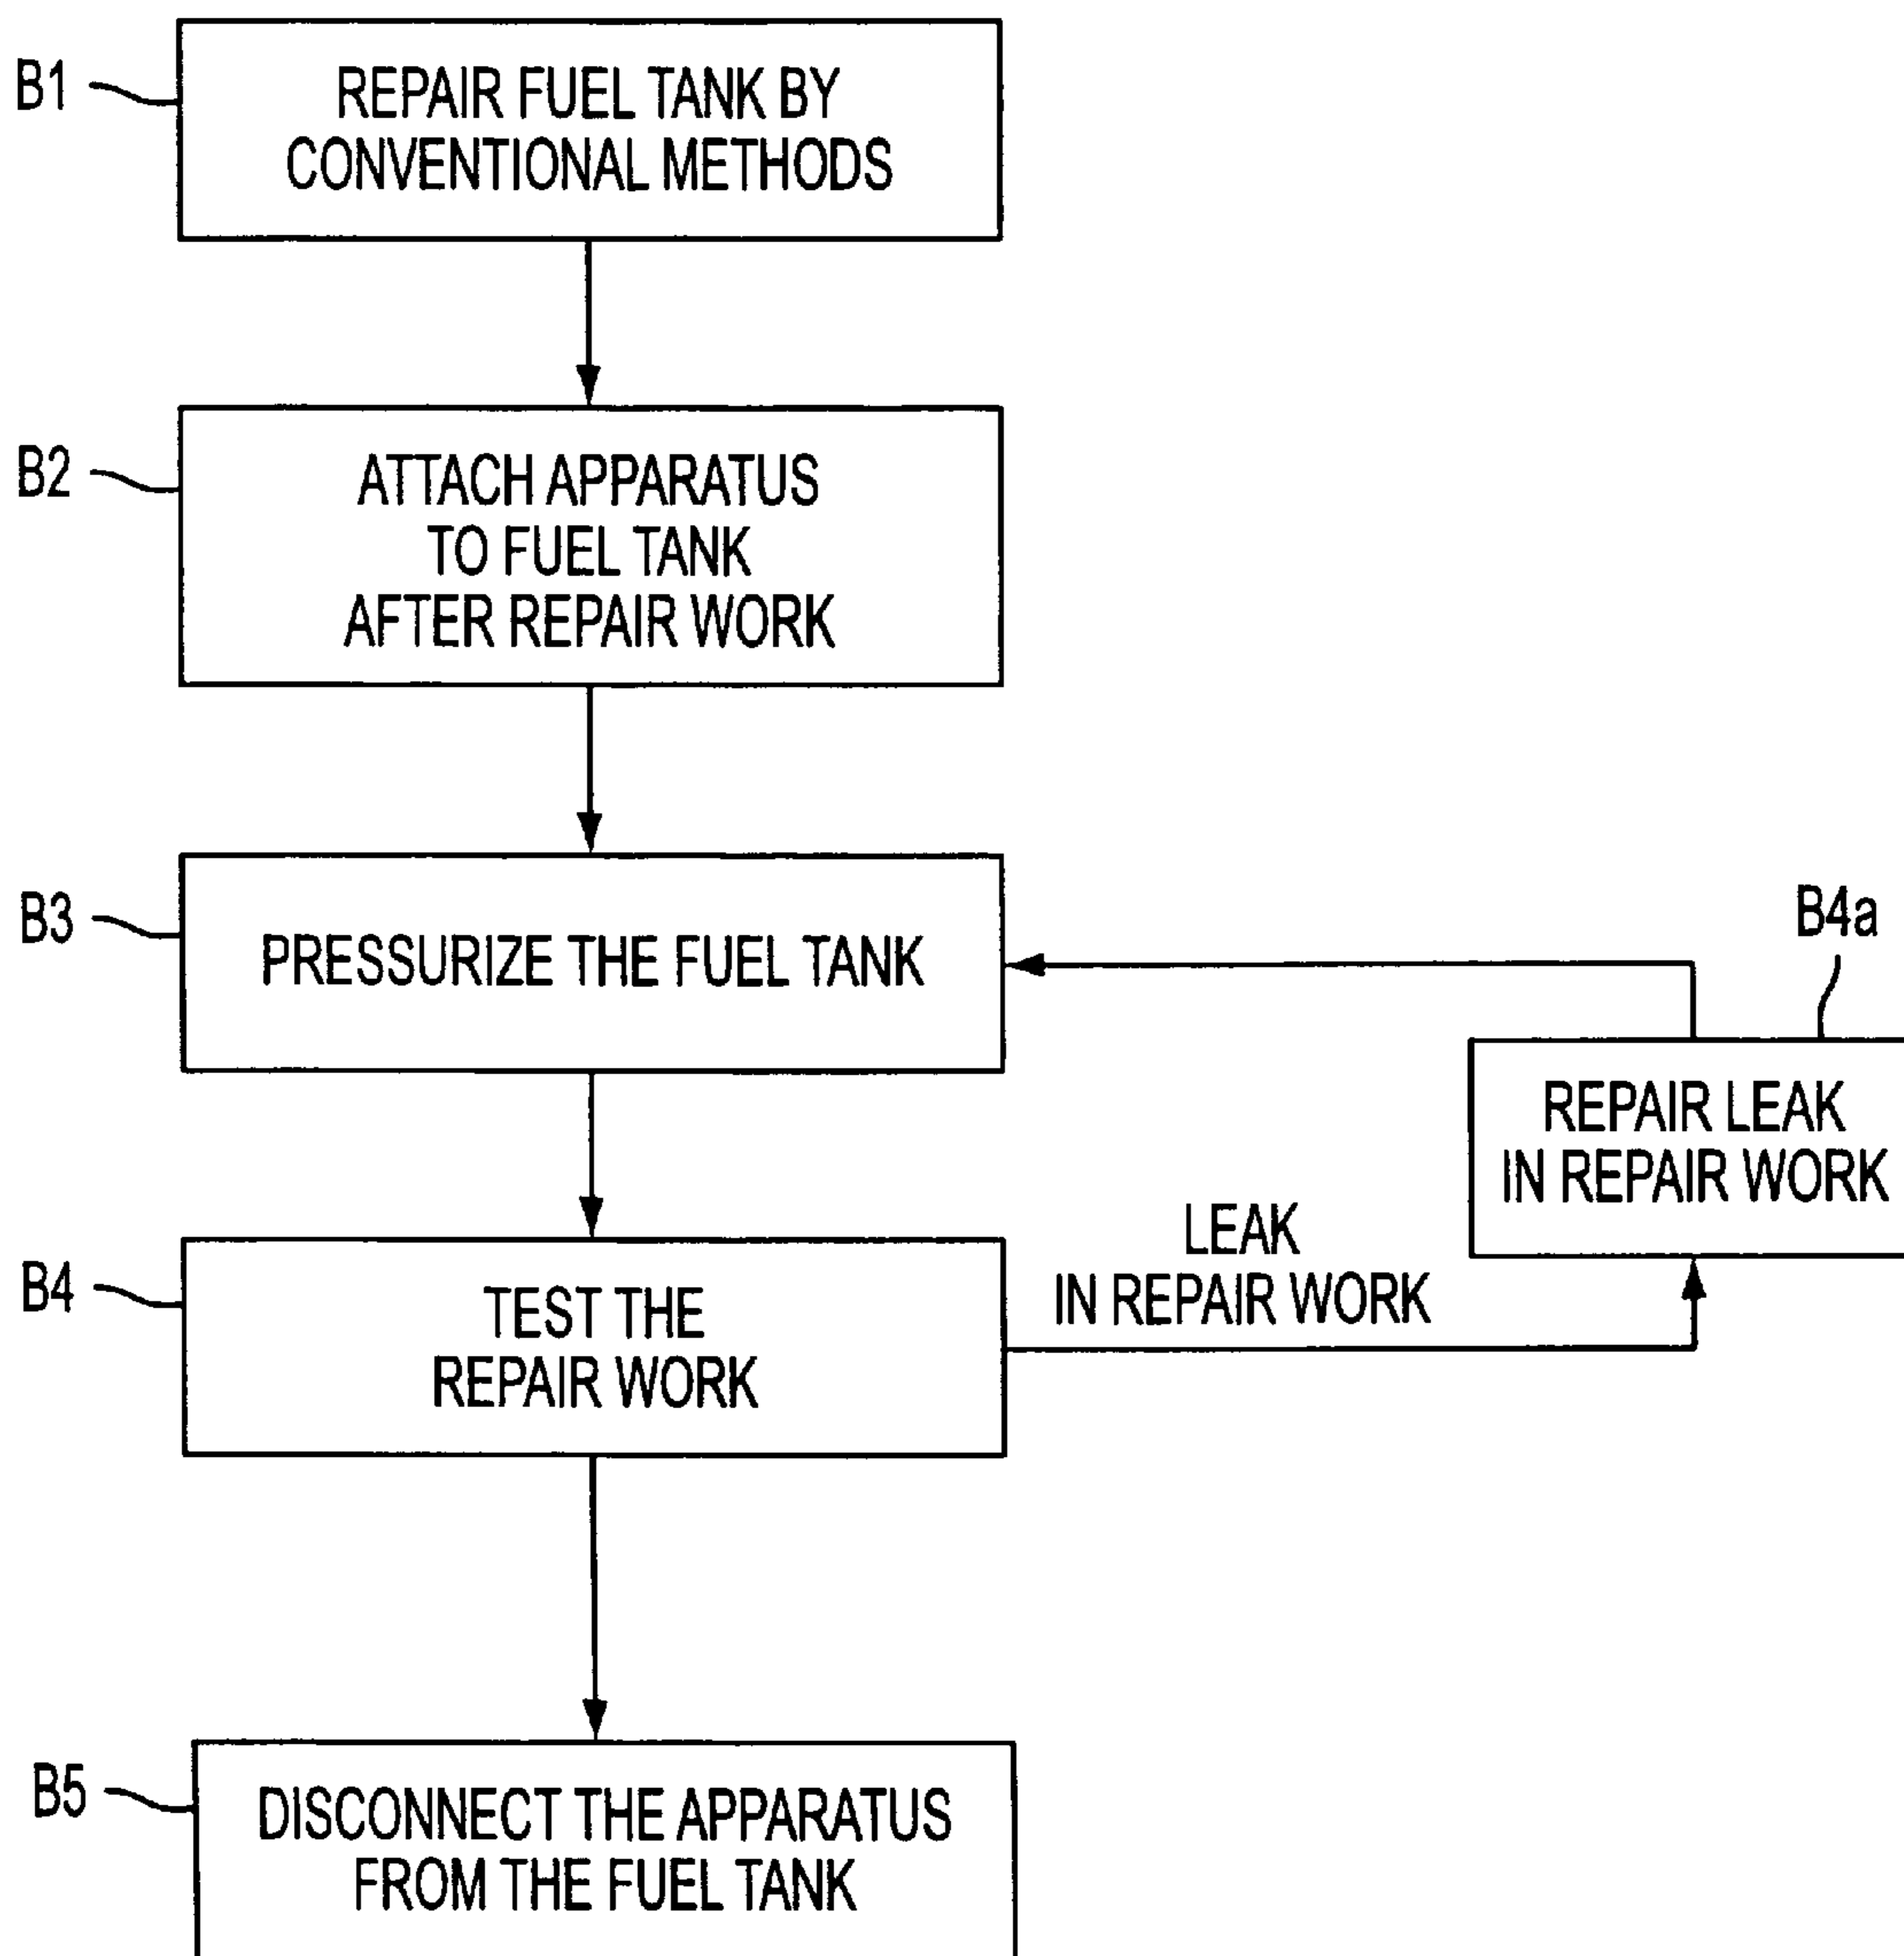 B1
REPAIR FUEL TANK BY
CONVENTIONAL METHODS
B2
ATTACH APPARATUS
TO FUEL TANK
AFTER REPAIR WORK
B3
PRESSURIZE THE FUEL TANK
B4a
REPAIR LEAK
IN REPAIR WORK
LEAK
IN REPAIR WORK
B4
TEST THE
REPAIR WORK
B5
DISCONNECT THE APPARATUS
FROM THE FUEL TANK